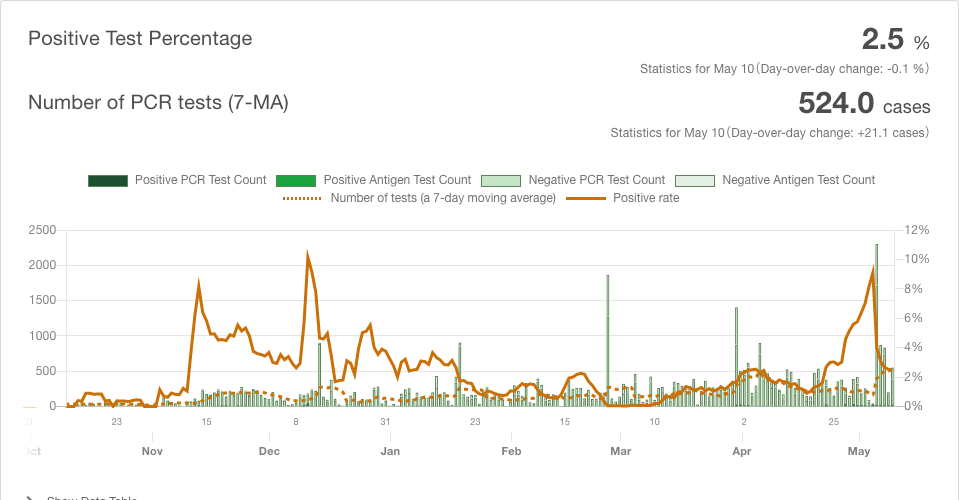 Positive Test Percentage
2.5 %
Statistics for May 10(Day-over-day change: -0.1 %)
Number of PCR tests (7-MA)
524.0 cases
Statistics for May 10(Day-over-day change: +21.1 cases)
Positive PCR Test Count Positive Antigen Test Count Negative PCR Test Count Negative Antigen Test Count
Number of tests (a 7-day moving average) Positive rate
2500 12%
2000 10%
1500 8%
1000 6%
500 4%
0 2%
0%
23 15 8 31 23 15 10 2 25
Nov Dec Jan Feb Mar Apr May
Show Data Table